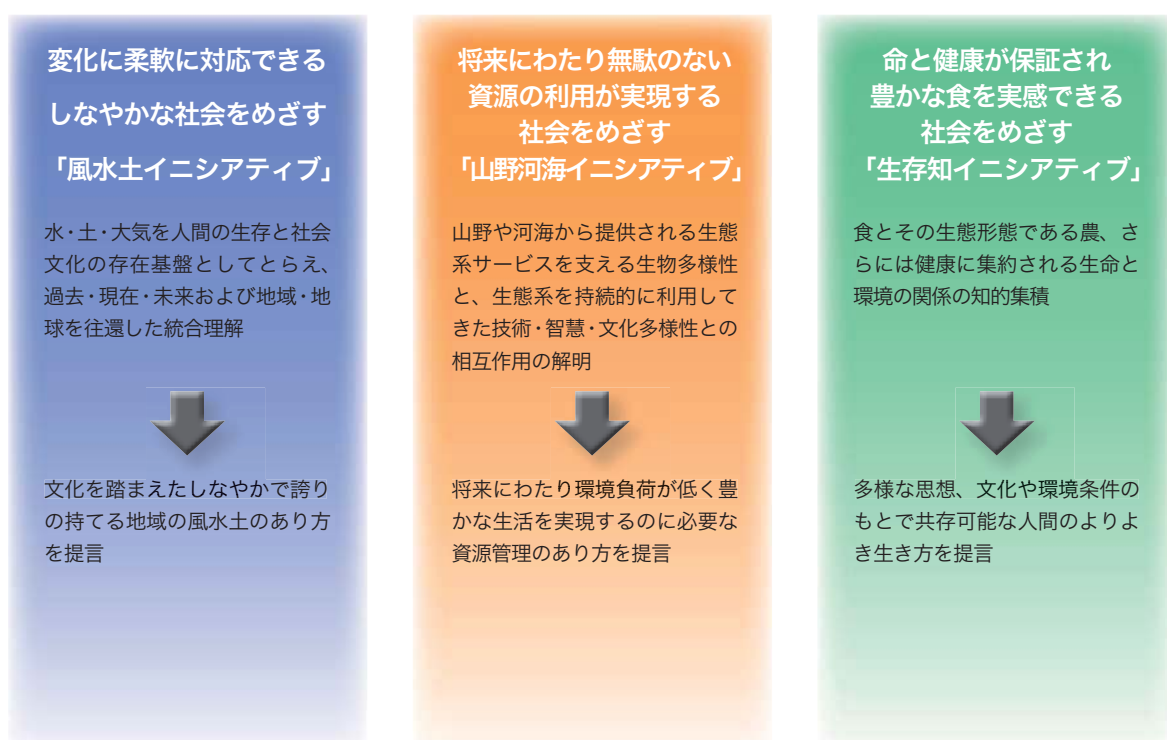 変化に柔軟に対応できる
しなやかな社会をめざす
「風水土イニシアティブ」
水・土・大気を人間の生存と社会
文化の存在基盤としてとらえ、
過去・現在・未来および地域・地
球を往還した統合理解
文化を踏まえたしなやかで誇り
の持てる地域の風水土のあり方
を提言
将来にわたり無駄のない
資源の利用が実現する
社会をめざす
「山野河海イニシアティブ」
山野や河海から提供される生態
系サービスを支える生物多様性
と、生態系を持続的に利用して
きた技術・智慧・文化多様性との
相互作用の解明
将来にわたり環境負荷が低く豊
かな生活を実現するのに必要な
資源管理のあり方を提言
命と健康が保証され
豊かな食を実感できる
社会をめざす
「生存知イニシアティブ」
食とその生態形態である農、さ
らには健康に集約される生命と
環境の関係の知的集積
多様な思想、文化や環境条件の
もとで共存可能な人間のよりよ
き生き方を提言